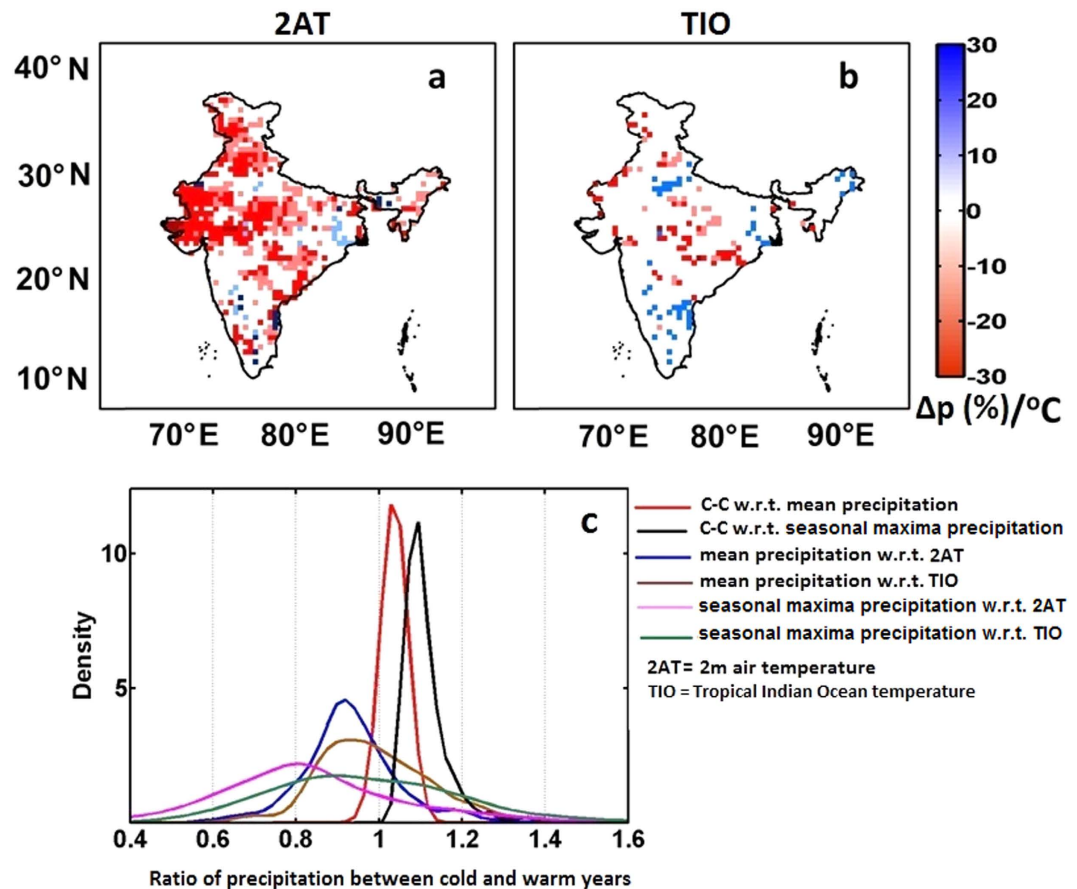 2AT
TIO
a
b
40° N
30° N
20° N
10° N
70° E
80° E
90° E
70° E
80° E
90° E
30
20
10
0
-10
-20
-30
Δp (%)/°C
c
Density
10
5
0.4
0.6
0.8
1
1.2
1.4
1.6
Ratio of precipitation between cold and warm years
C-C w.r.t. mean precipitation
C-C w.r.t. seasonal maxima precipitation
mean precipitation w.r.t. 2AT
mean precipitation w.r.t. TIO
seasonal maxima precipitation w.r.t. 2AT
seasonal maxima precipitation w.r.t. TIO
2AT= 2m air temperature
TIO = Tropical Indian Ocean temperature